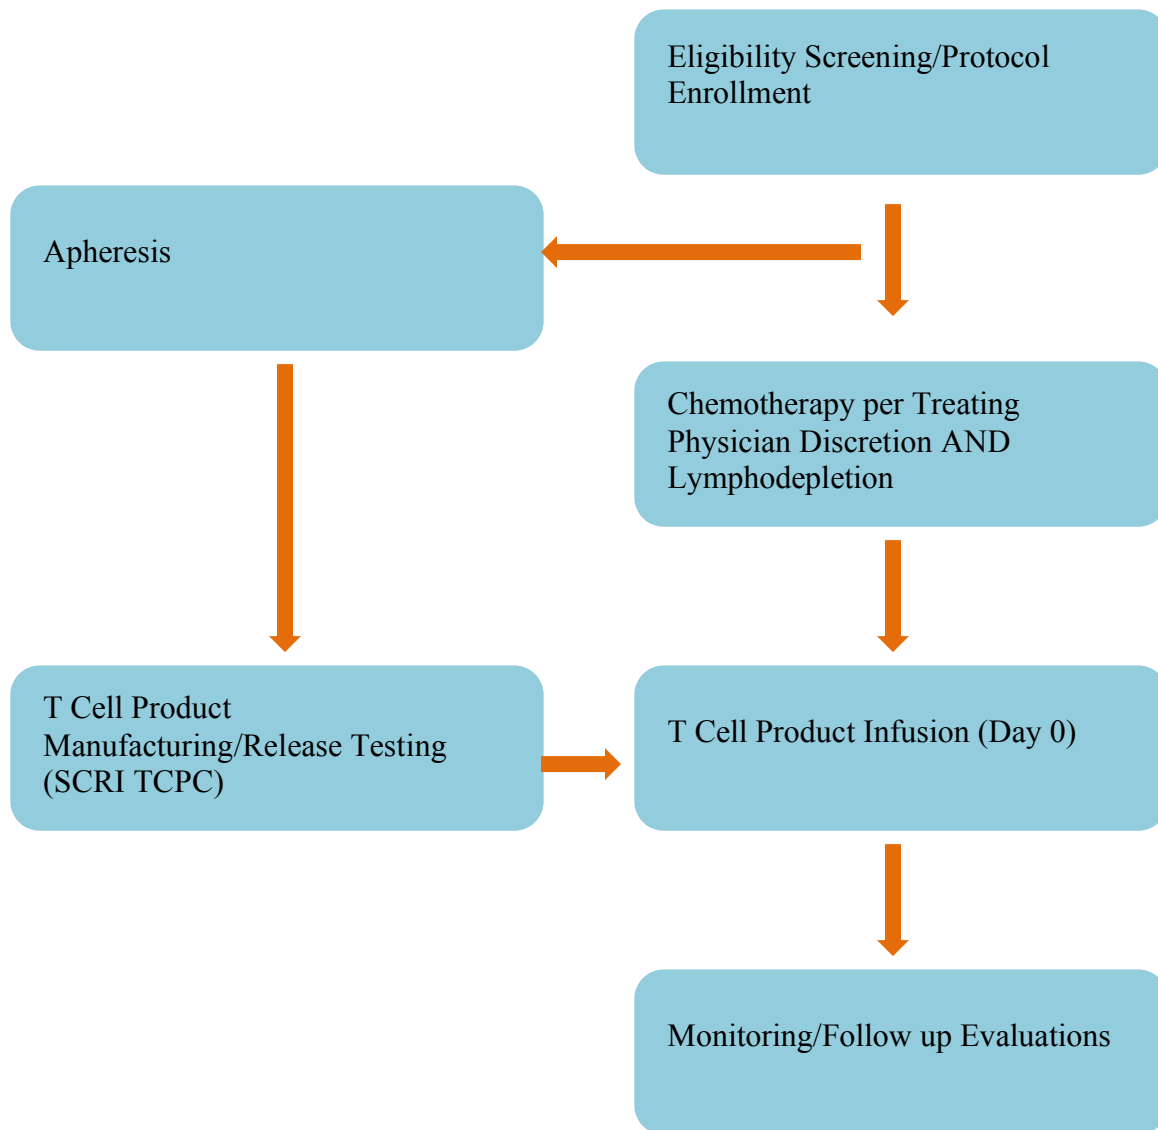 Eligibility Screening/Protocol
Enrollment
Apheresis
Chemotherapy per Treating
Physician Discretion AND
Lymphodepletion
T Cell Product
Manufacturing/Release Testing
(SCRI TCPC)
T Cell Product Infusion (Day 0)
Monitoring/Follow up Evaluations